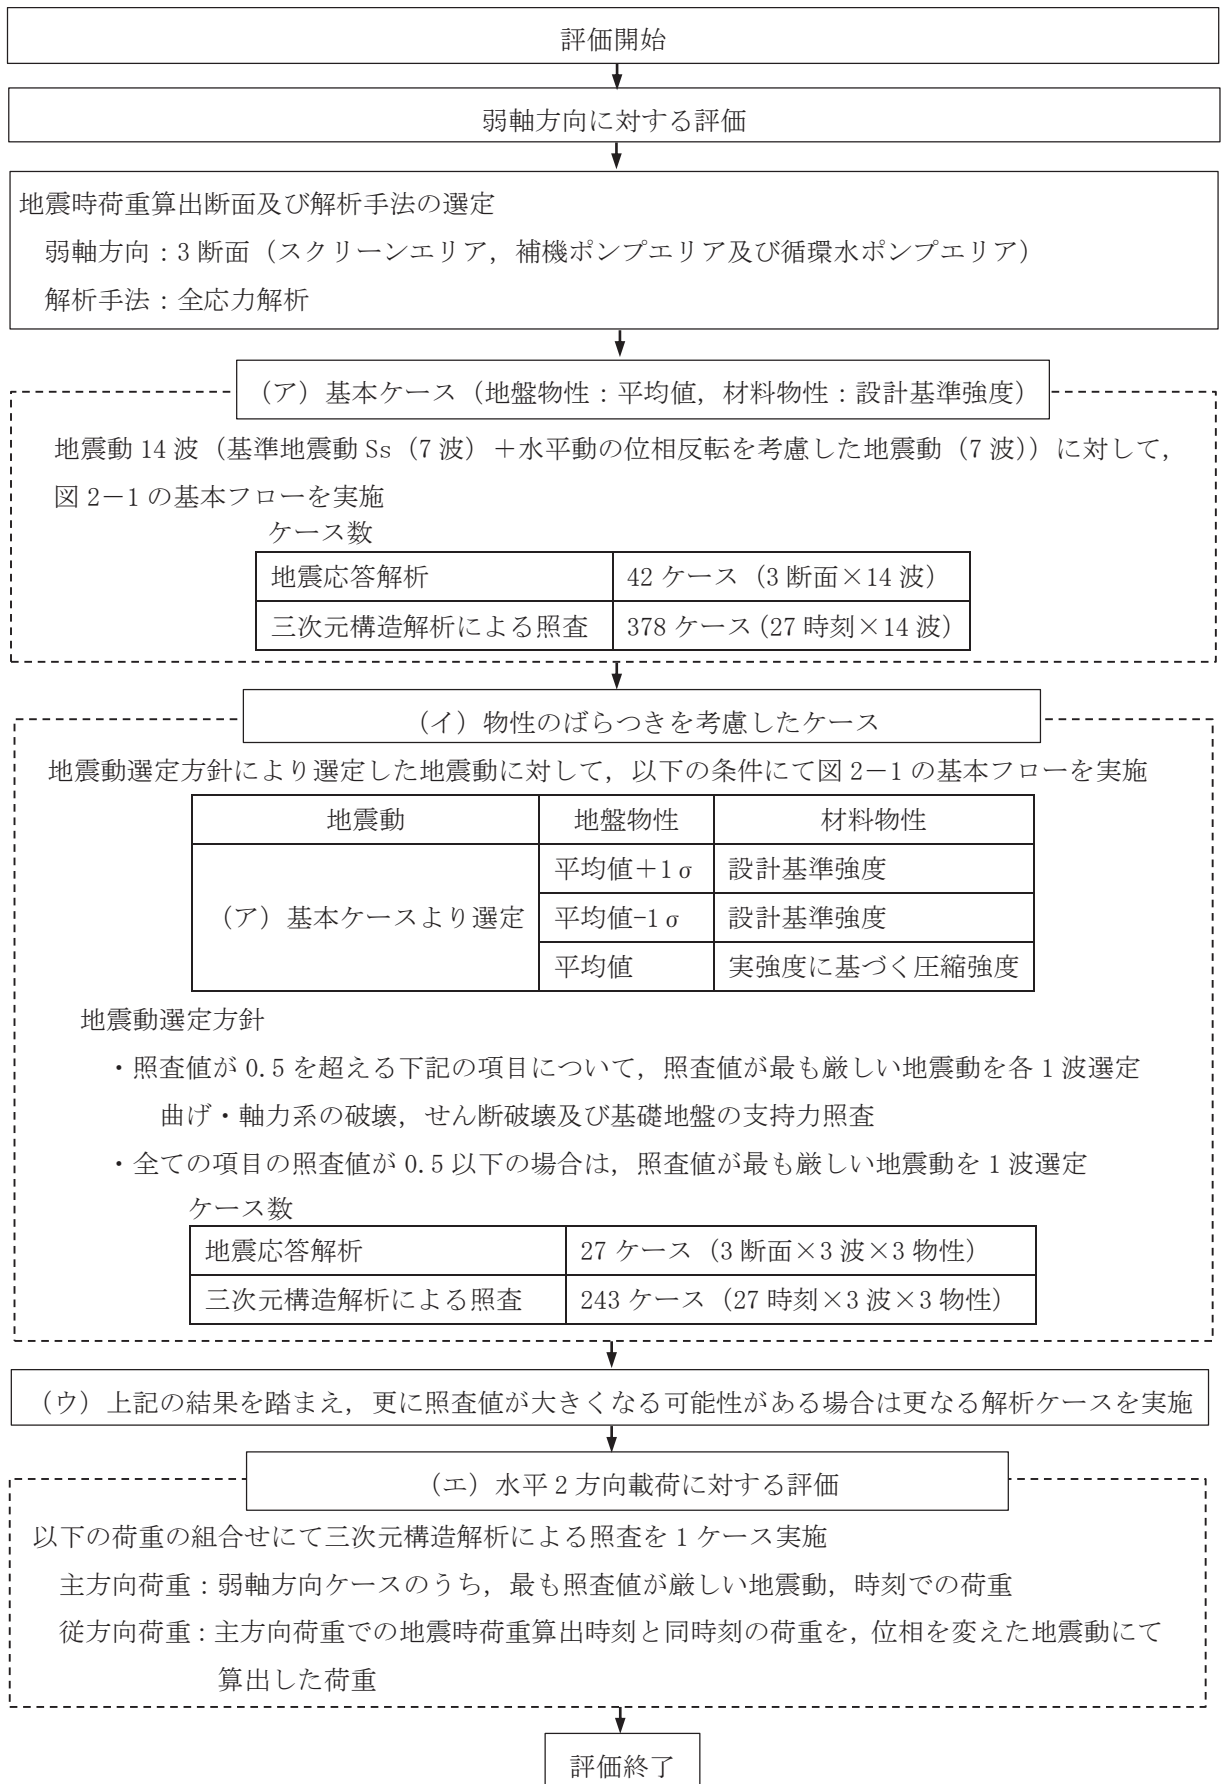 評価開始
弱軸方向に対する評価
地震時荷重算出断面及び解析手法の選定
弱軸方向：3 断面（スクリーンエリア，補機ポンプエリア及び循環水ポンプエリア）
解析手法：全応力解析
（ア）基本ケース（地盤物性：平均値，材料物性：設計基準強度）
地震動 14 波（基準地震動 Ss（7 波）＋水平動の位相反転を考慮した地震動（7 波））に対して，
図 2－1 の基本フローを実施
ケース数
地震応答解析 42 ケース（3 断面×14 波）
三次元構造解析による照査 378 ケース（27 時刻×14 波）
（イ）物性のばらつきを考慮したケース
地震動選定方針により選定した地震動に対して，以下の条件にて図 2－1 の基本フローを実施
地震動 地盤物性 材料物性
平均値＋1σ 設計基準強度
（ア）基本ケースより選定 平均値-1σ 設計基準強度
平均値 実強度に基づく圧縮強度
地震動選定方針
・照査値が 0.5 を超える下記の項目について，照査値が最も厳しい地震動を各 1 波選定
曲げ・軸力系の破壊，せん断破壊及び基礎地盤の支持力照査
・全ての項目の照査値が 0.5 以下の場合は，照査値が最も厳しい地震動を 1 波選定
ケース数
地震応答解析 27 ケース（3 断面×3 波×3 物性）
三次元構造解析による照査 243 ケース（27 時刻×3 波×3 物性）
（ウ）上記の結果を踏まえ，更に照査値が大きくなる可能性がある場合は更なる解析ケースを実施
（エ）水平 2 方向載荷に対する評価
以下の荷重の組合せにて三次元構造解析による照査を 1 ケース実施
主方向荷重：弱軸方向ケースのうち，最も照査値が厳しい地震動，時刻での荷重
従方向荷重：主方向荷重での地震時荷重算出時刻と同時刻の荷重を，位相を変えた地震動にて
算出した荷重
評価終了